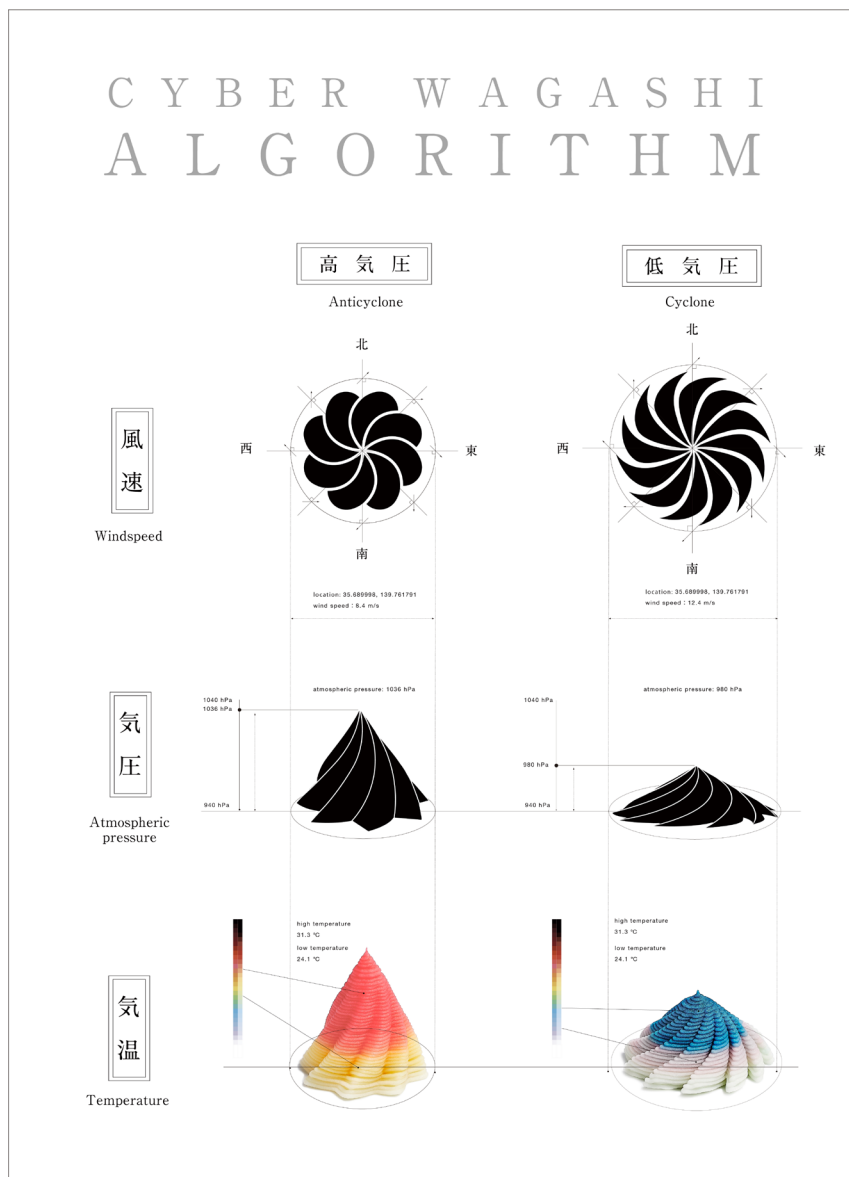 CYBER WAGASHI
ALGORITHM
高気圧
Anticyclone
低気圧
Cyclone
風速
Windspeed
北
西
東
南
location: 35.689998, 139.761791
wind speed : 6.4 m/s
北
西
東
南
location: 35.689998, 139.761791
wind speed : 12.4 m/s
気圧
Atmospheric
pressure
atmospheric pressure: 1036 hPa
1040 hPa
1036 hPa
940 hPa
atmospheric pressure: 980 hPa
1040 hPa
980 hPa
940 hPa
気温
Temperature
high temperature
31.3 ℃
low temperature
24.1 ℃
high temperature
31.3 ℃
low temperature
24.1 ℃